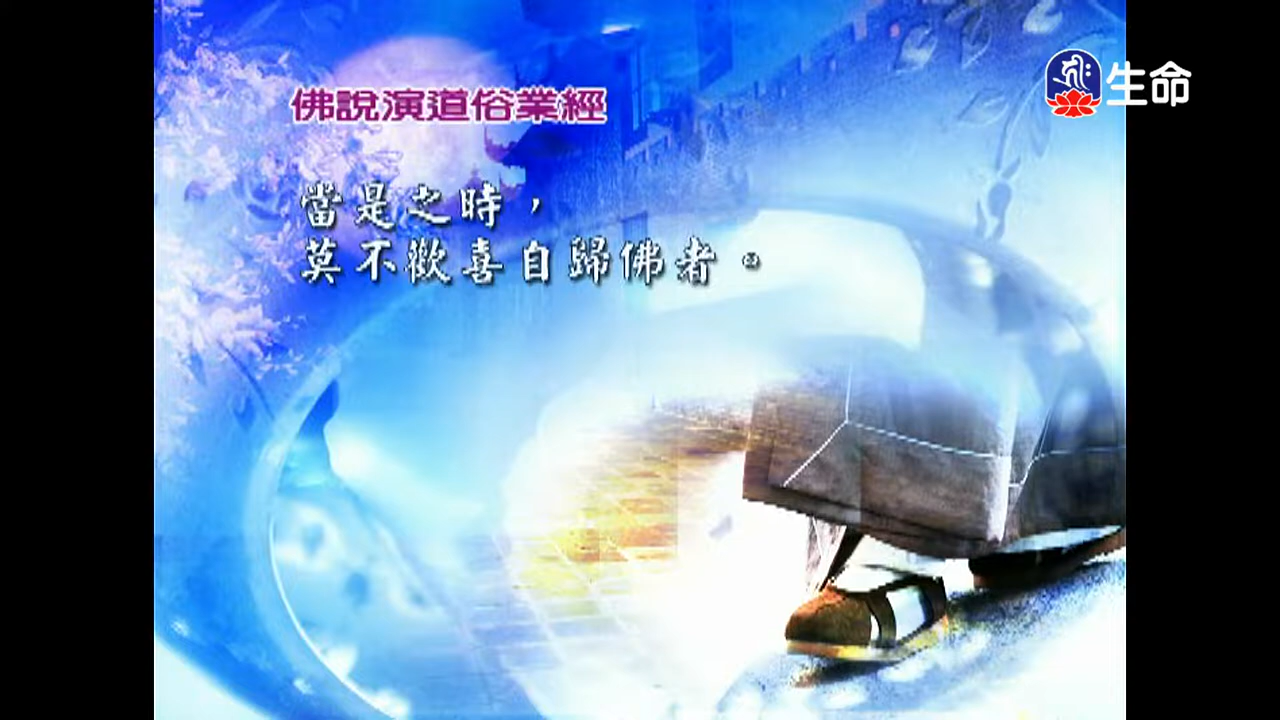 生命
佛說演道俗業經
當是之時，
莫不歡喜自歸佛者。